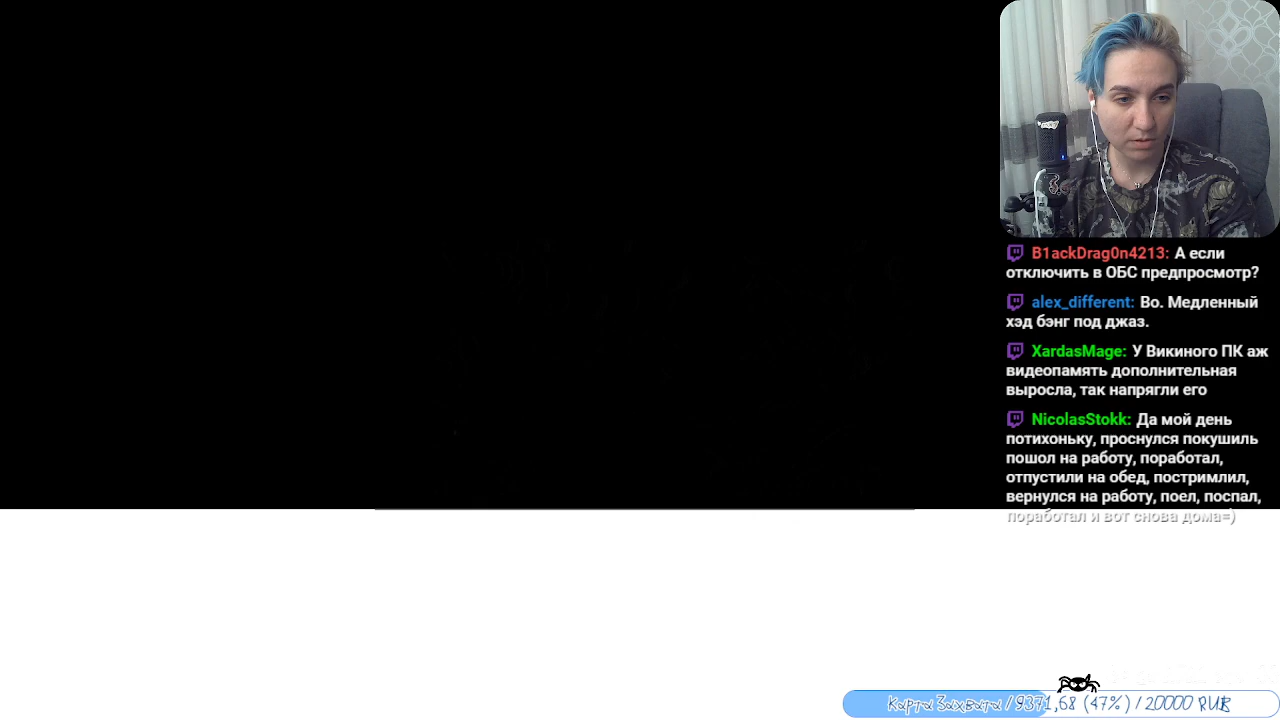 B1ackDrag0n4213: А если
отключить в ОБС предпросмотр?
alex_different: Во. Медленный
хэд бэнг под джаз.
XardasMage: У Викиного ПК аж
видеопамять дополнительная
выросла, так напрягли его
NicolasStokk: Да мой день
потихоньку, проснулся покушиль
пошол на работу, поработал,
отпустили на обед, постримлил,
вернулся на работу, поел, поспал,
поработал и вот снова дома=)
Карта Захвата / 9371,68 (47%) / 20000 RUB